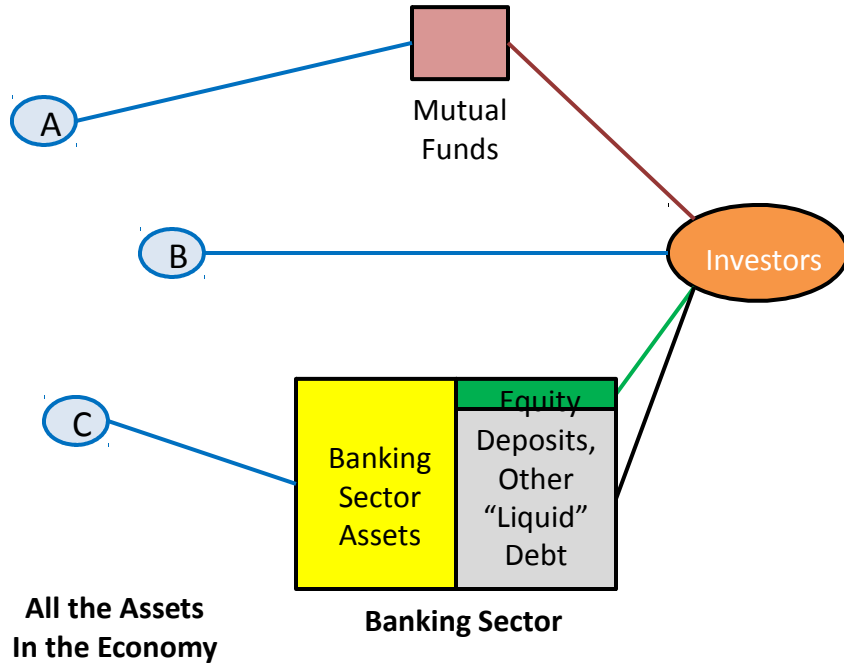 A
Mutual
Funds
B
Investors
C
Equity
Deposits,
Other
“Liquid”
Debt
Banking
Sector
Assets
All the Assets
In the Economy
Banking Sector